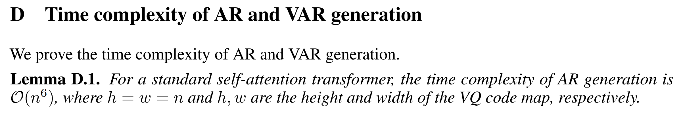 D Time complexity of AR and VAR generation
We prove the time complexity of AR and VAR generation.
Lemma D.1. For a standard self-attention transformer, the time complexity of AR generation is
𝒪(n⁶), where h = w = n and h, w are the height and width of the VQ code map, respectively.